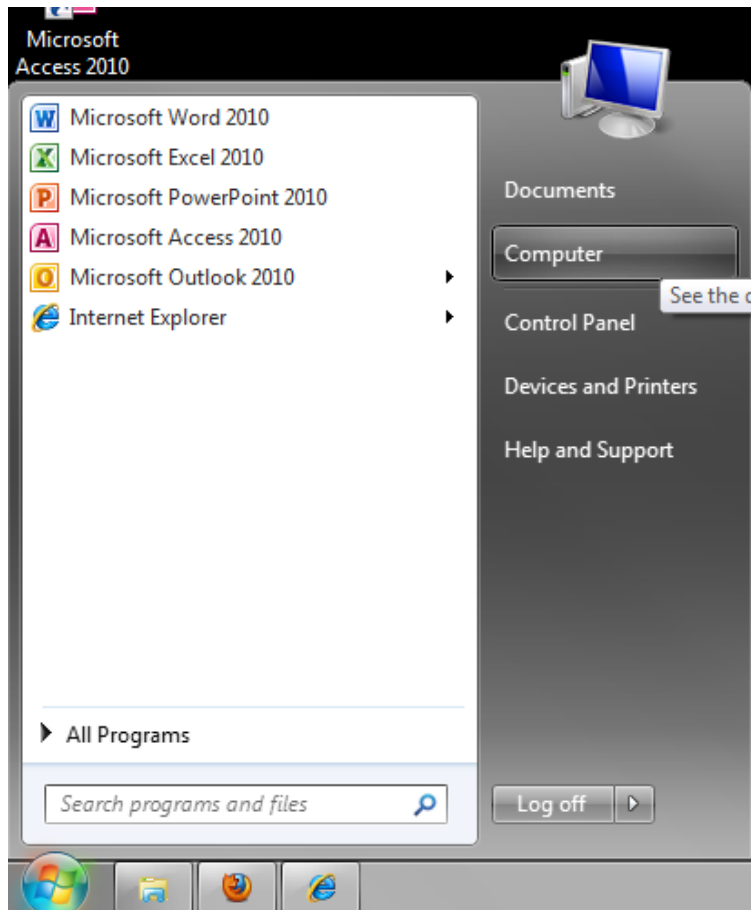 Microsoft
Access 2010
Microsoft Word 2010
Microsoft Excel 2010
Microsoft PowerPoint 2010
Microsoft Access 2010
Microsoft Outlook 2010
Internet Explorer
All Programs
Search programs and files
Documents
Computer
See the
Control Panel
Devices and Printers
Help and Support
Log off